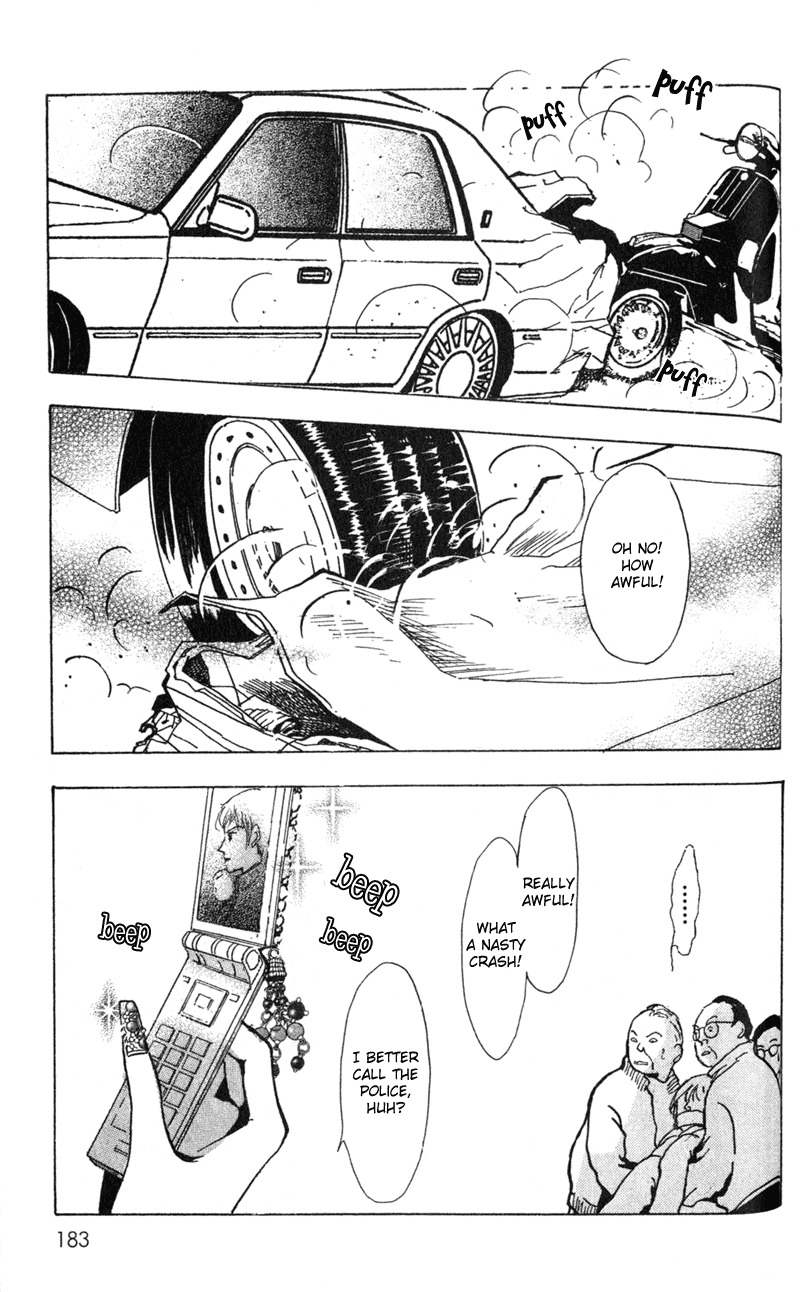 puff
puff
puff
OH NO!
HOW
AWFUL!
......
REALLY
AWFUL!
WHAT
A NASTY
CRASH!
beep
beep
beep
I BETTER
CALL THE
POLICE,
HUH?
183